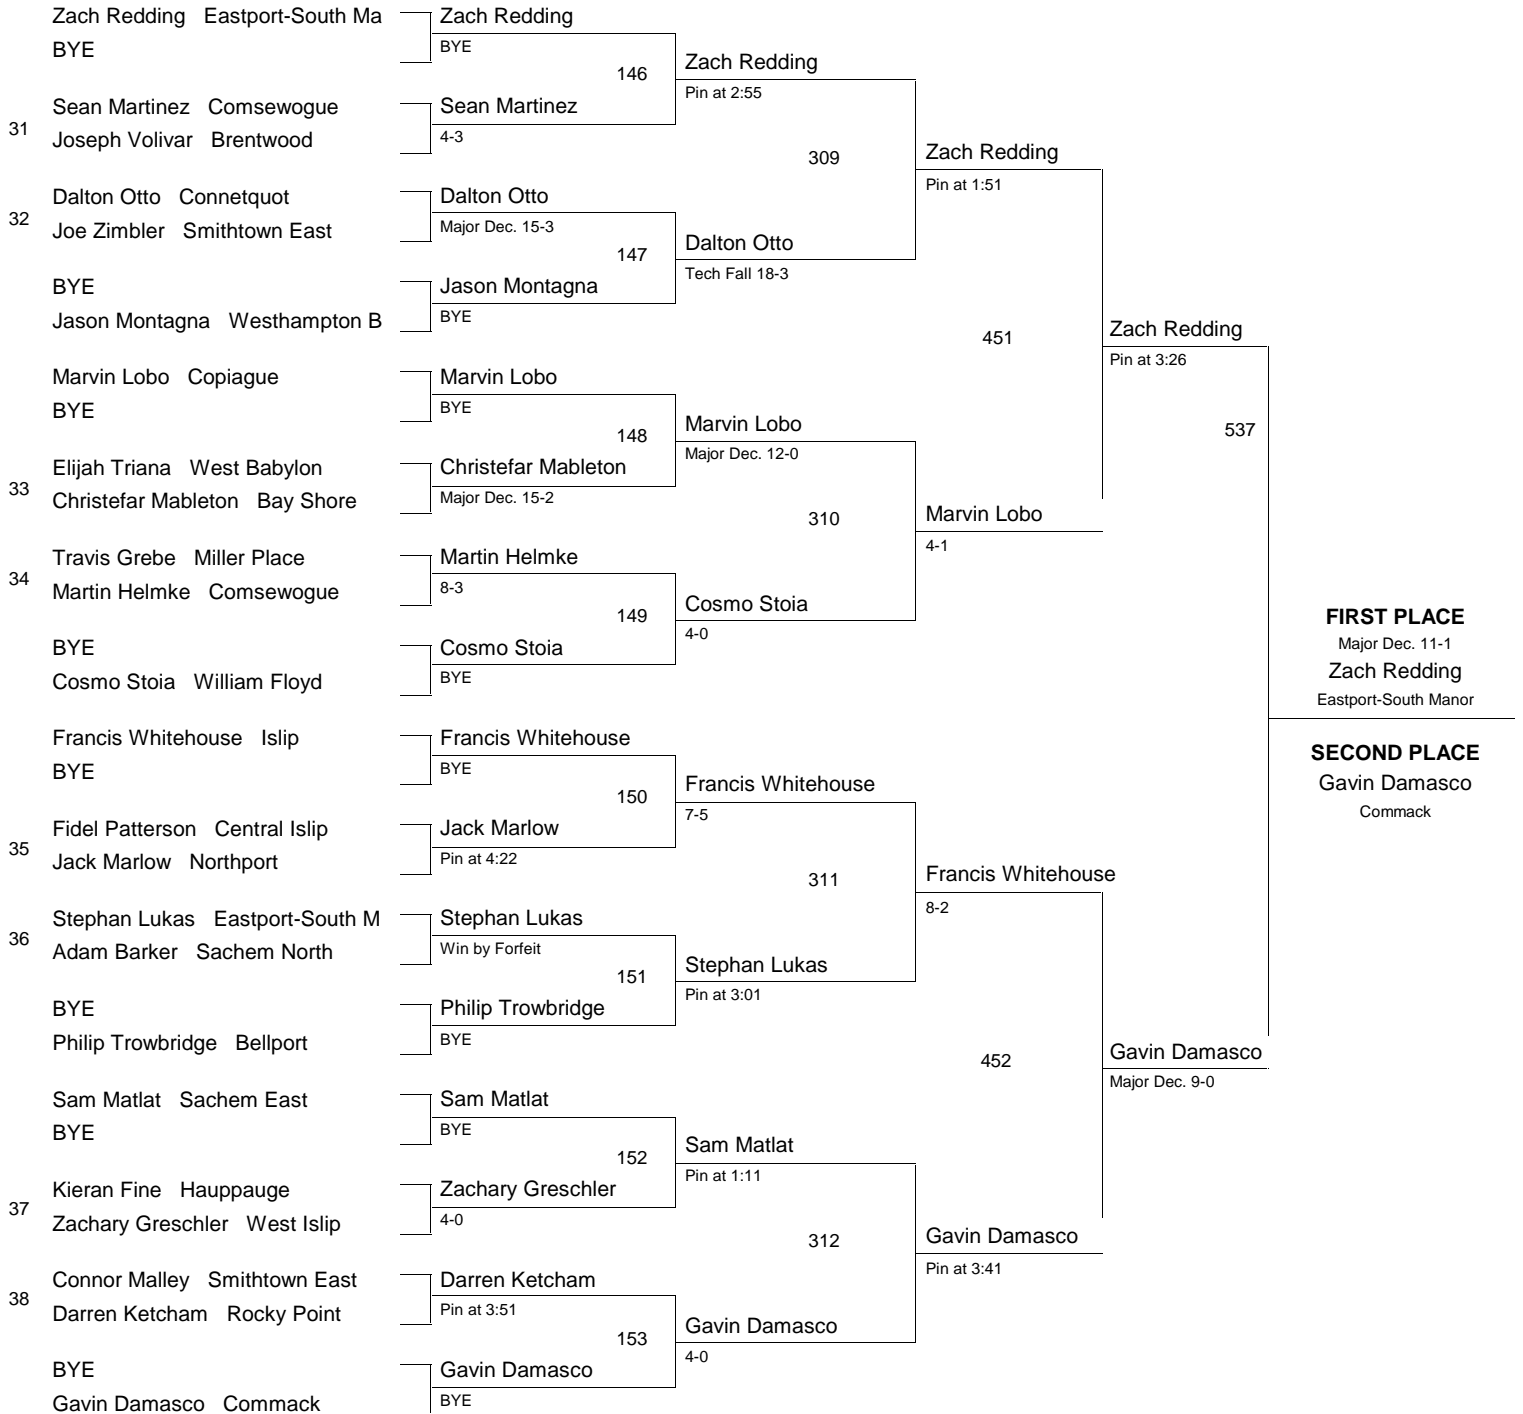 Zach Redding Eastport-South Ma
BYE
31
Sean Martinez Comsewogue
Joseph Volivar Brentwood
32
Dalton Otto Connetquot
Joe Zimbler Smithtown East
BYE
Jason Montagna Westhampton B
Marvin Lobo Copiague
BYE
33
Elijah Triana West Babylon
Christefar Mableton Bay Shore
34
Travis Grebe Miller Place
Martin Helmke Comsewogue
BYE
Cosmo Stoia William Floyd
Francis Whitehouse Islip
BYE
35
Fidel Patterson Central Islip
Jack Marlow Northport
36
Stephan Lukas Eastport-South M
Adam Barker Sachem North
BYE
Philip Trowbridge Bellport
Sam Matlat Sachem East
BYE
37
Kieran Fine Hauppauge
Zachary Greschler West Islip
38
Connor Malley Smithtown East
Darren Ketcham Rocky Point
BYE
Gavin Damasco Commack
Zach Redding
BYE
146
Sean Martinez
4-3
Dalton Otto
Major Dec. 15-3
147
Jason Montagna
BYE
Marvin Lobo
BYE
148
Christefar Mableton
Major Dec. 15-2
Martin Helmke
8-3
149
Cosmo Stoia
BYE
Francis Whitehouse
BYE
150
Jack Marlow
Pin at 4:22
Stephan Lukas
Win by Forfeit
151
Philip Trowbridge
BYE
Sam Matlat
BYE
152
Zachary Greschler
4-0
Darren Ketcham
Pin at 3:51
153
Gavin Damasco
BYE
Zach Redding
Pin at 2:55
309
Dalton Otto
Tech Fall 18-3
Marvin Lobo
Major Dec. 12-0
310
Cosmo Stoia
4-0
Francis Whitehouse
7-5
311
Stephan Lukas
Pin at 3:01
Sam Matlat
Pin at 1:11
312
Gavin Damasco
4-0
Zach Redding
Pin at 1:51
451
Marvin Lobo
4-1
Francis Whitehouse
8-2
452
Gavin Damasco
Pin at 3:41
Zach Redding
Pin at 3:26
537
Gavin Damasco
Major Dec. 9-0
FIRST PLACE
Major Dec. 11-1
Zach Redding
Eastport-South Manor
SECOND PLACE
Gavin Damasco
Commack